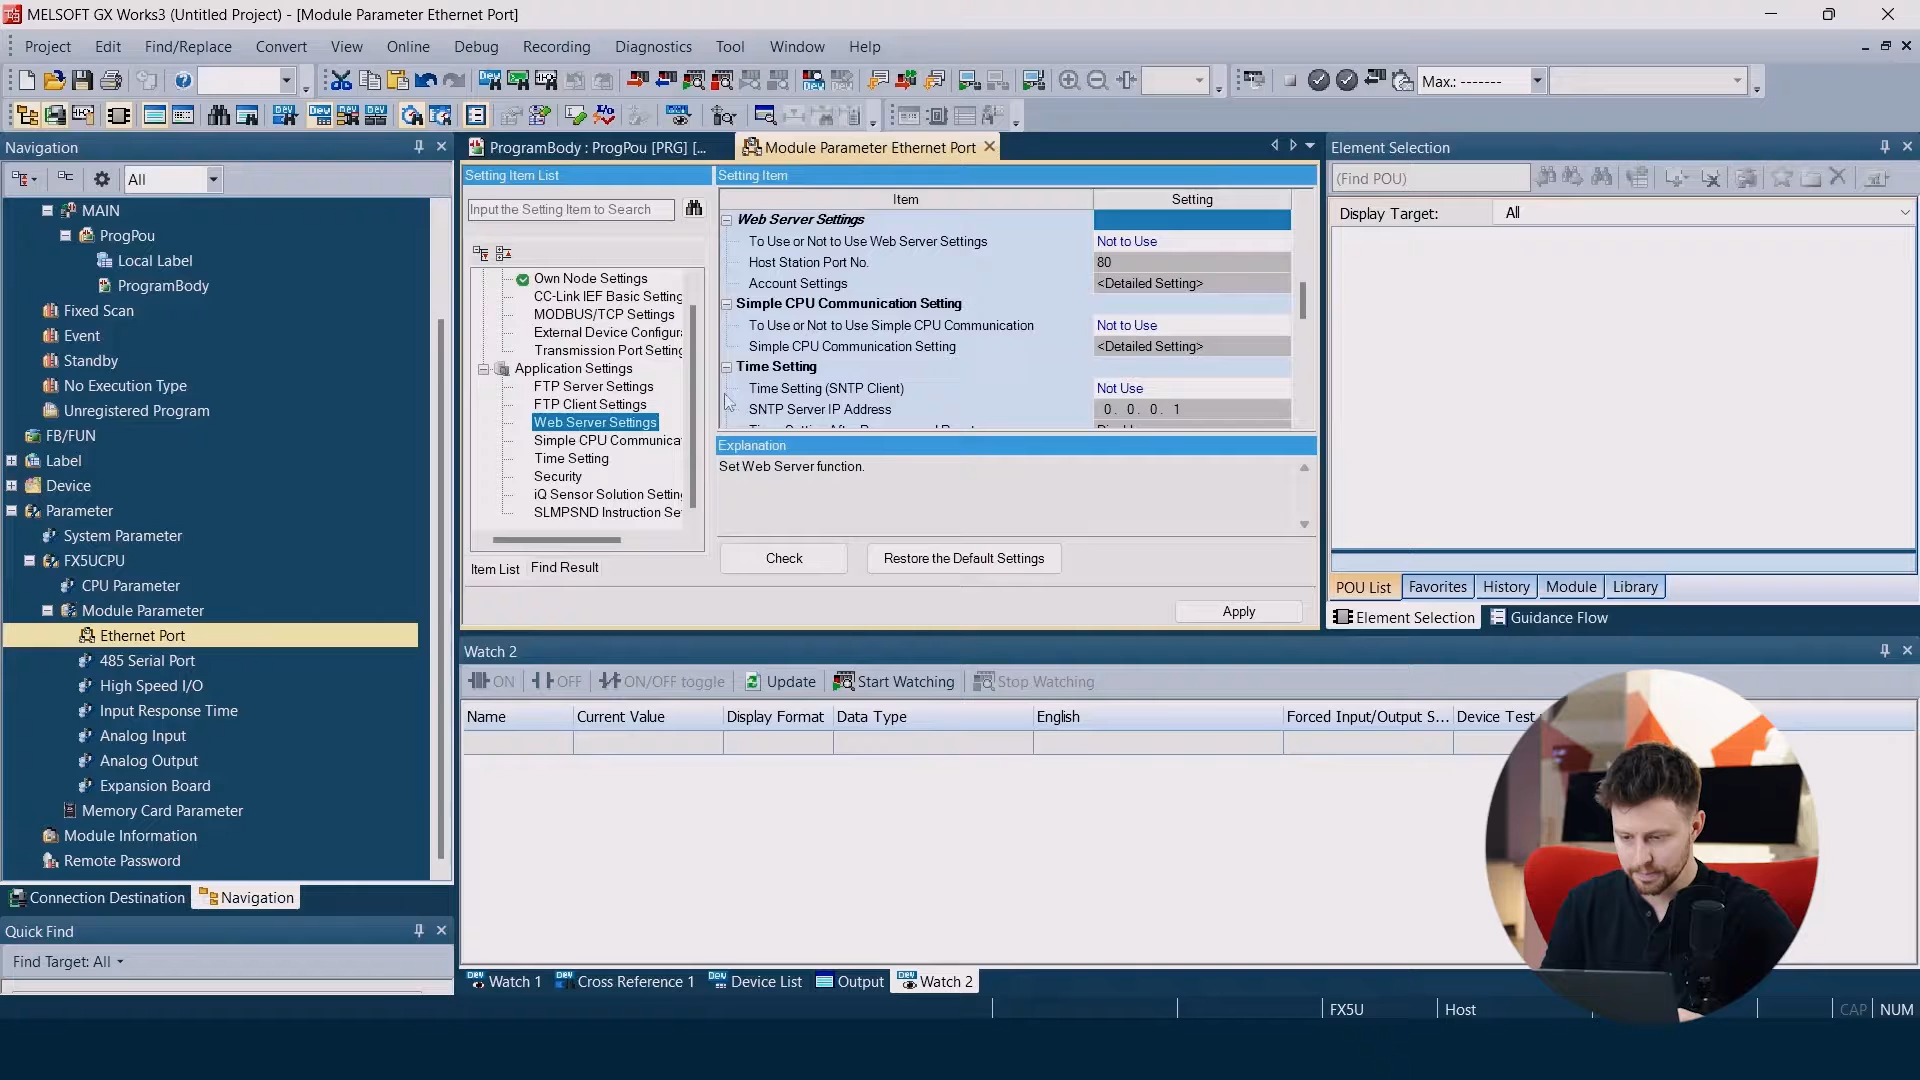 MELSOFT GX Works3 (Untitled Project) - [Module Parameter Ethernet Port]
Project Edit Find/Replace Convert View Online Debug Recording Diagnostics Tool Window Help
Max.: -------
Navigation
All
MAIN
ProgPou
Local Label
ProgramBody
Fixed Scan
Event
Standby
No Execution Type
Unregistered Program
FB/FUN
Label
Device
Parameter
System Parameter
FX5UCPU
CPU Parameter
Module Parameter
Ethernet Port
485 Serial Port
High Speed I/O
Input Response Time
Analog Input
Analog Output
Expansion Board
Memory Card Parameter
Module Information
Remote Password
Connection Destination Navigation
Quick Find
Find Target: All
ProgramBody : ProgPou [PRG] [...
Module Parameter Ethernet Port
Setting Item List
Input the Setting Item to Search
Own Node Settings
CC-Link IEF Basic Setting
MODBUS/TCP Settings
External Device Configur
Transmission Port Setting
Application Settings
FTP Server Settings
FTP Client Settings
Web Server Settings
Simple CPU Communica
Time Setting
Security
iQ Sensor Solution Setting
SLMPSND Instruction Se
Item List Find Result
Setting Item
Item Setting
Web Server Settings
To Use or Not to Use Web Server Settings Not to Use
Host Station Port No. 80
Account Settings <Detailed Setting>
Simple CPU Communication Setting
To Use or Not to Use Simple CPU Communication Not to Use
Simple CPU Communication Setting <Detailed Setting>
Time Setting
Time Setting (SNTP Client) Not Use
SNTP Server IP Address 0. 0. 0. 1
Explanation
Set Web Server function.
Check Restore the Default Settings
Apply
Element Selection
(Find POU)
Display Target: All
POU List Favorites History Module Library
Element Selection Guidance Flow
Watch 2
ON OFF ON/OFF toggle Update Start Watching Stop Watching
Name Current Value Display Format Data Type English Forced Input/Output S... Device Test
Watch 1 Cross Reference 1 Device List Output Watch 2
FX5U Host CAP NUM